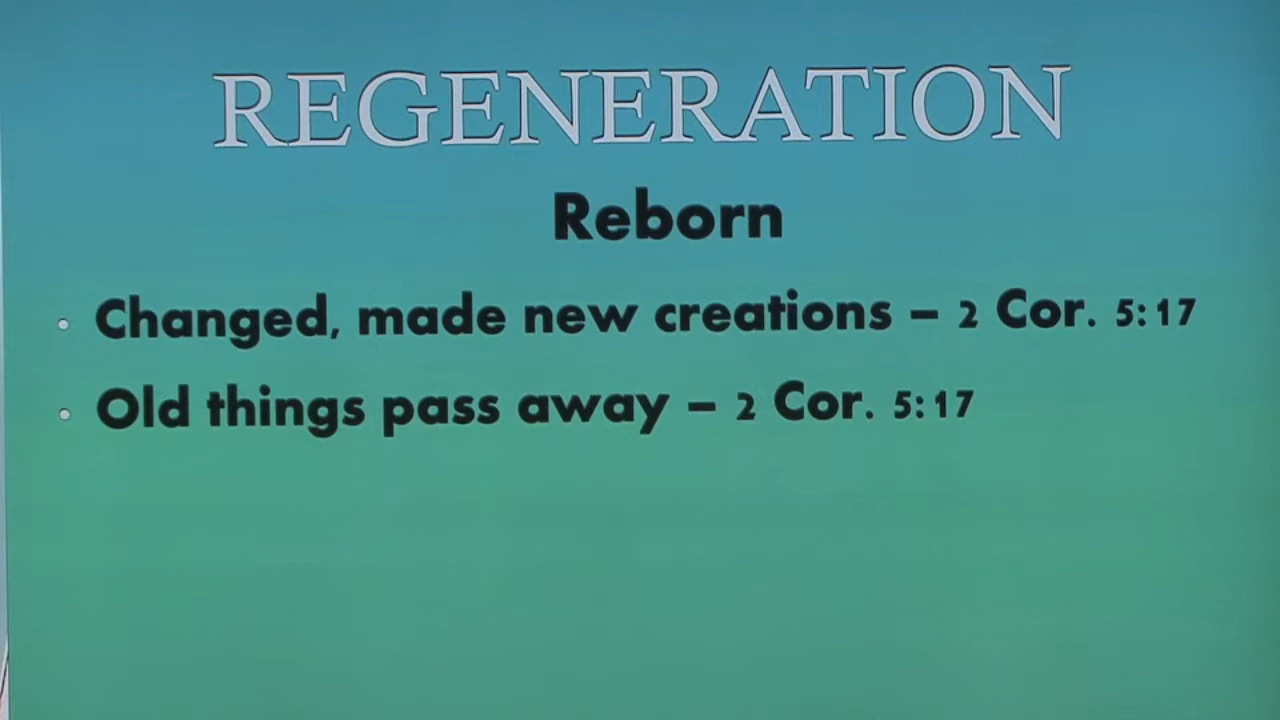 REGENERATION
Reborn
• Changed, made new creations – 2 Cor. 5:17
• Old things pass away – 2 Cor. 5:17